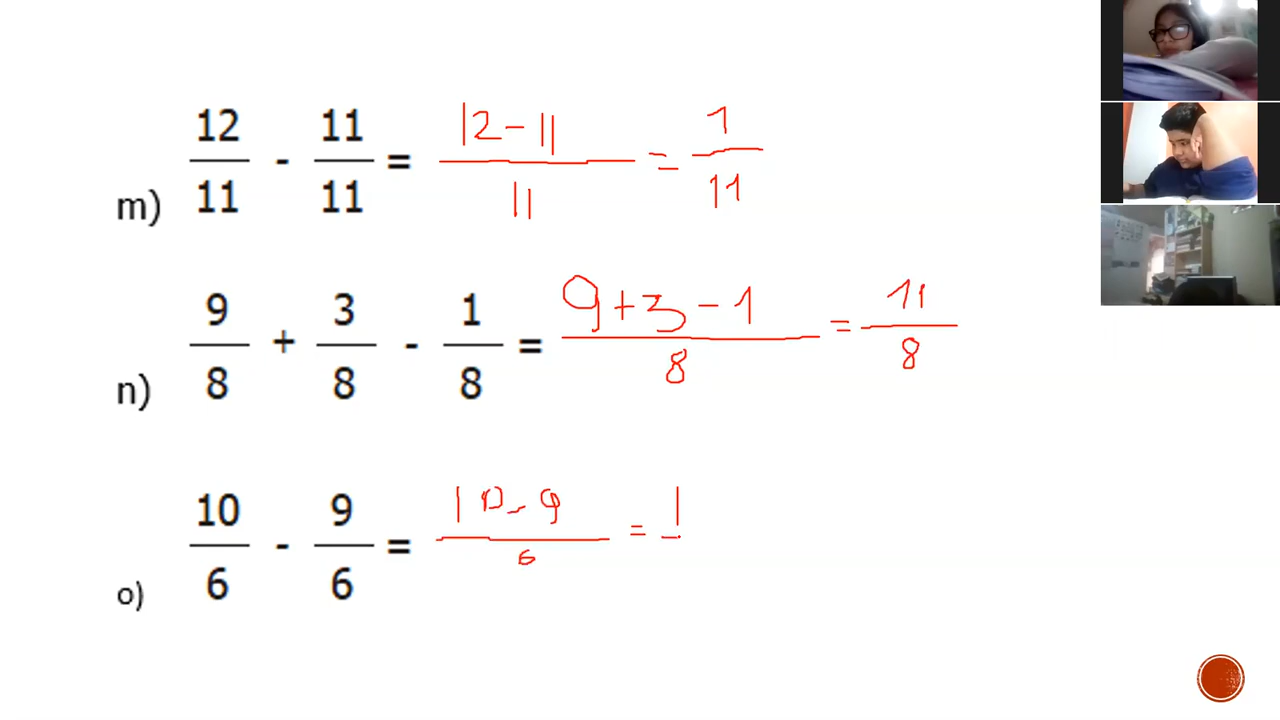 m) 12/11 - 11/11 = 12-11/11 = 1/11
n) 9/8 + 3/8 - 1/8 = 9+3-1/8 = 11/8
o) 10/6 - 9/6 = 10-9/6 = 1/